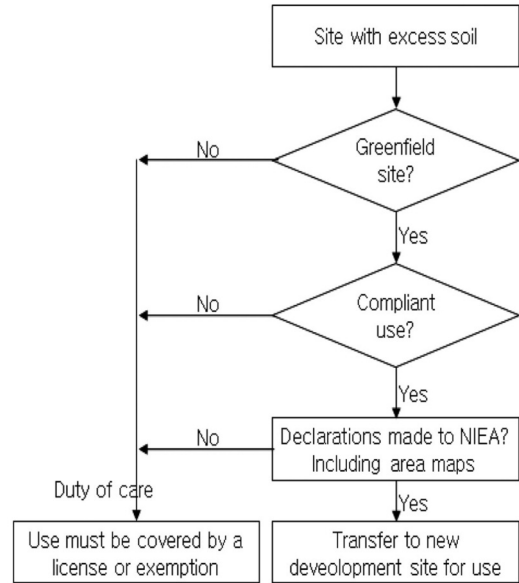 Site with excess soil
Greenfield
site?
No
Yes
Compliant
use?
No
Yes
Declarations made to NIEA?
Including area maps
No
Yes
Duty of care
Use must be covered by a
license or exemption
Transfer to new
deveolopment site for use